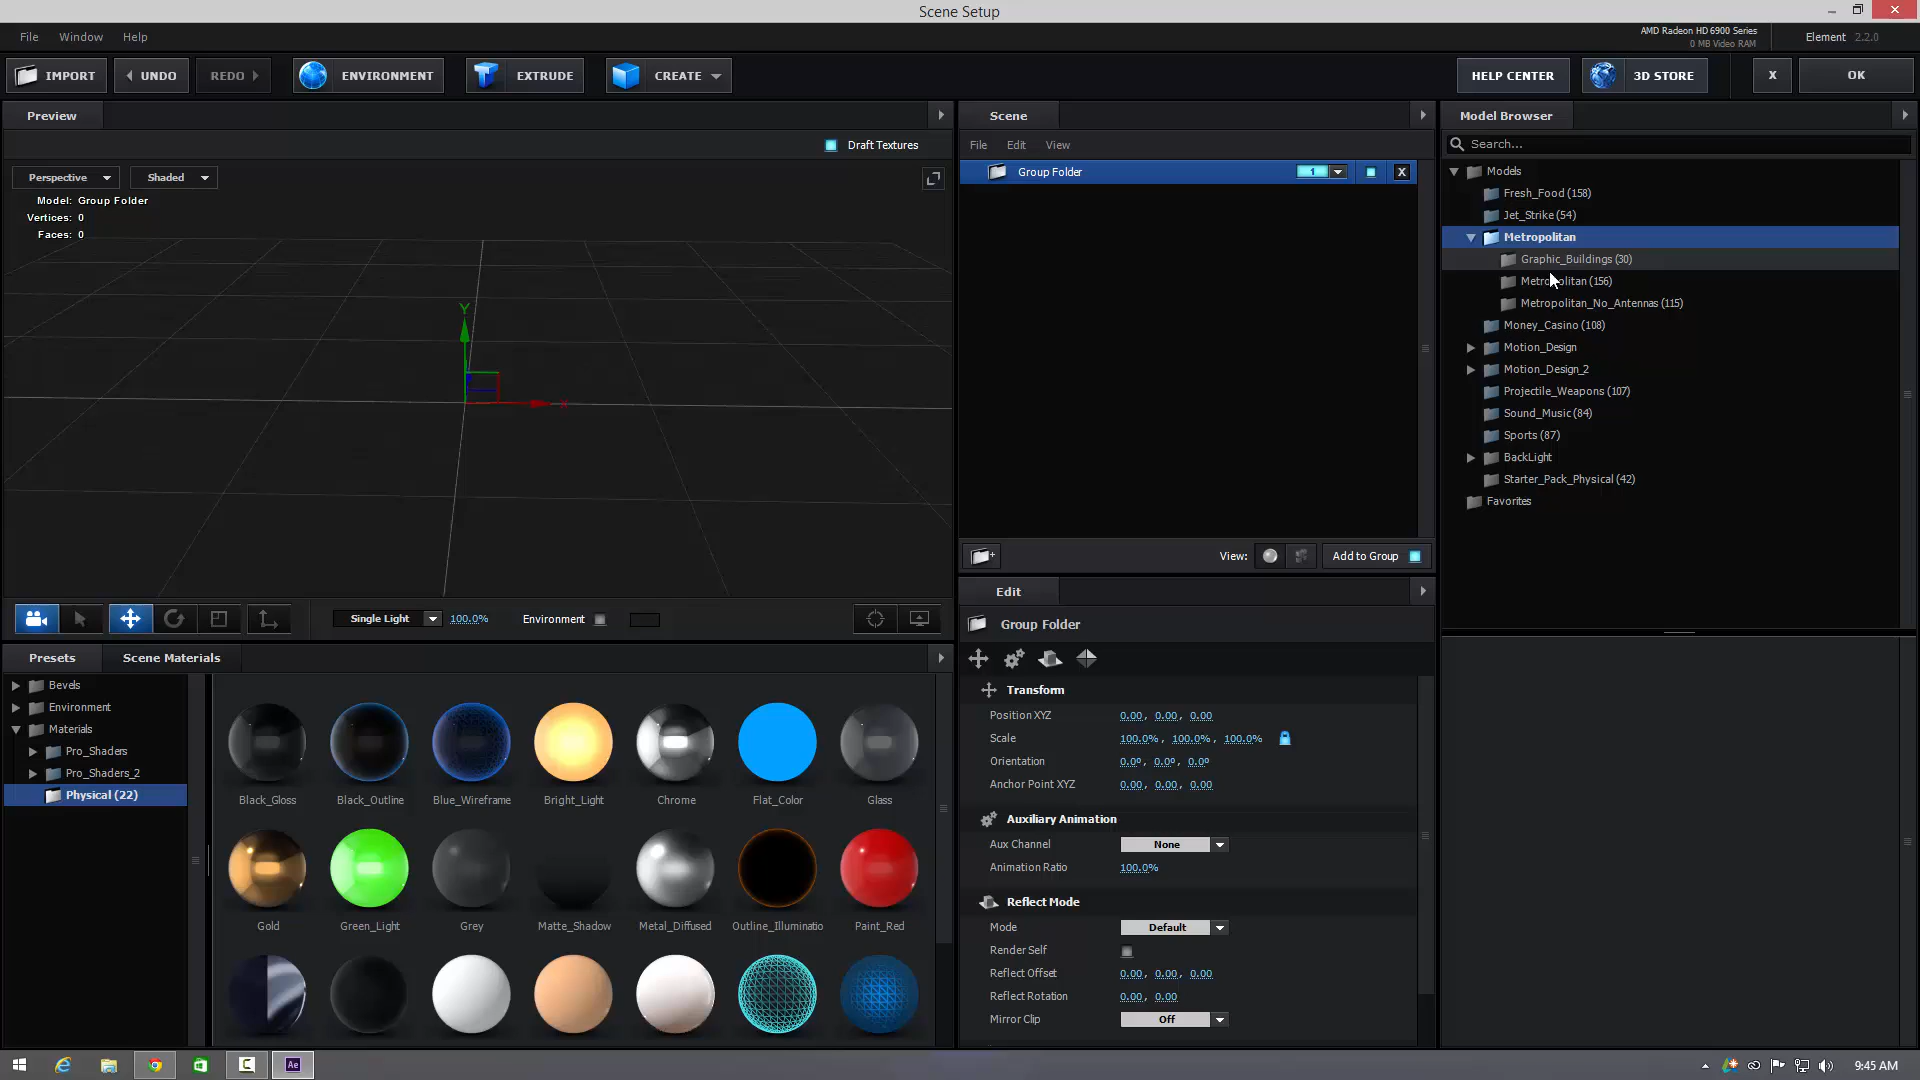 Scene Setup
File Window Help
AMD Radeon HD 6900 Series
0 MB Video RAM
Element 2.2.0
IMPORT UNDO REDO ENVIRONMENT EXTRUDE CREATE HELP CENTER 3D STORE X OK
Preview
Draft Textures
Perspective Shaded
Model: Group Folder
Vertices: 0
Faces: 0
Y
X
Single Light 100.0% Environment
Scene
File Edit View
Group Folder 1 X
View: Add to Group
Model Browser
Search...
Models
Fresh_Food (158)
Jet_Strike (54)
Metropolitan
Graphic_Buildings (30)
Metropolitan (156)
Metropolitan_No_Antennas (115)
Money_Casino (108)
Motion_Design
Motion_Design_2
Projectile_Weapons (107)
Sound_Music (84)
Sports (87)
BackLight
Starter_Pack_Physical (42)
Favorites
Presets Scene Materials
Bevels
Environment
Materials
Pro_Shaders
Pro_Shaders_2
Physical (22)
Black_Gloss Black_Outline Blue_Wireframe Bright_Light Chrome Flat_Color Glass
Gold Green_Light Grey Matte_Shadow Metal_Diffused Outline_Illuminatio Paint_Red
Edit
Group Folder
Transform
Position XYZ 0.00, 0.00, 0.00
Scale 100.0%, 100.0%, 100.0%
Orientation 0.0º, 0.0º, 0.0º
Anchor Point XYZ 0.00, 0.00, 0.00
Auxiliary Animation
Aux Channel None
Animation Ratio 100.0%
Reflect Mode
Mode Default
Render Self
Reflect Offset 0.00, 0.00, 0.00
Reflect Rotation 0.00, 0.00
Mirror Clip Off
Ae
9:45 AM